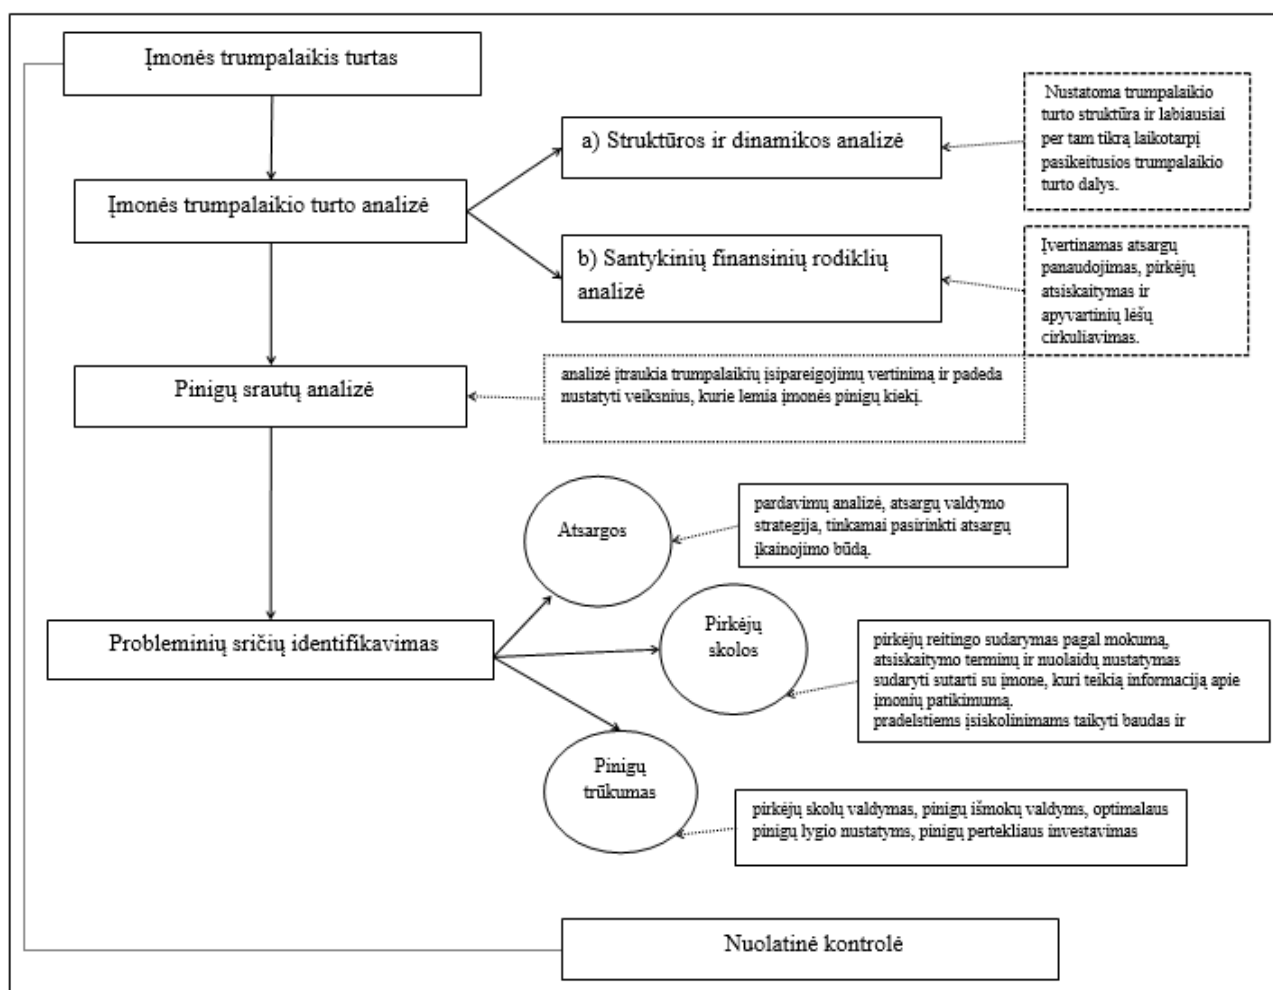 Įmonės trumpalaikis turtas
Nustatoma trumpalaikio
turto struktūra ir labiausiai
per tam tikrą laikotarpį
pasikeitusios trumpalaikio
turto dalys.
a) Struktūros ir dinamikos analizė
Įmonės trumpalaikio turto analizė
b) Santykinių finansinių rodiklių
analizė
Įvertinamas atsargų
panaudojimas, pirkėjų
atsiskaitymas ir
apyvartinių lėšų
cirkuliavimas.
Pinigų srautų analizė
analizė įtraukia trumpalaikių įsipareigojimų vertinimą ir padeda
nustatyti veiksnius, kurie lemia įmonės pinigų kiekį.
Atsargos
pardavimų analizė, atsargų valdymo
strategija, tinkamai pasirinkti atsargų
įkainojimo būdą.
Probleminių sričių identifikavimas
Pirkėjų
skolos
pirkėjų reitingo sudarymas pagal mokumą,
atsiskaitymo terminų ir nuolaidų nustatymas
sudaryti sutarti su įmone, kuri teikią informaciją apie
įmonių patikimumą.
pradelstiems įsiskolinimams taikyti baudas ir
Pinigų
trūkumas
pirkėjų skolų valdymas, pinigų išmokų valdyms, optimalaus
pinigų lygio nustatyms, pinigų pertekliaus investavimas
Nuolatinė kontrolė